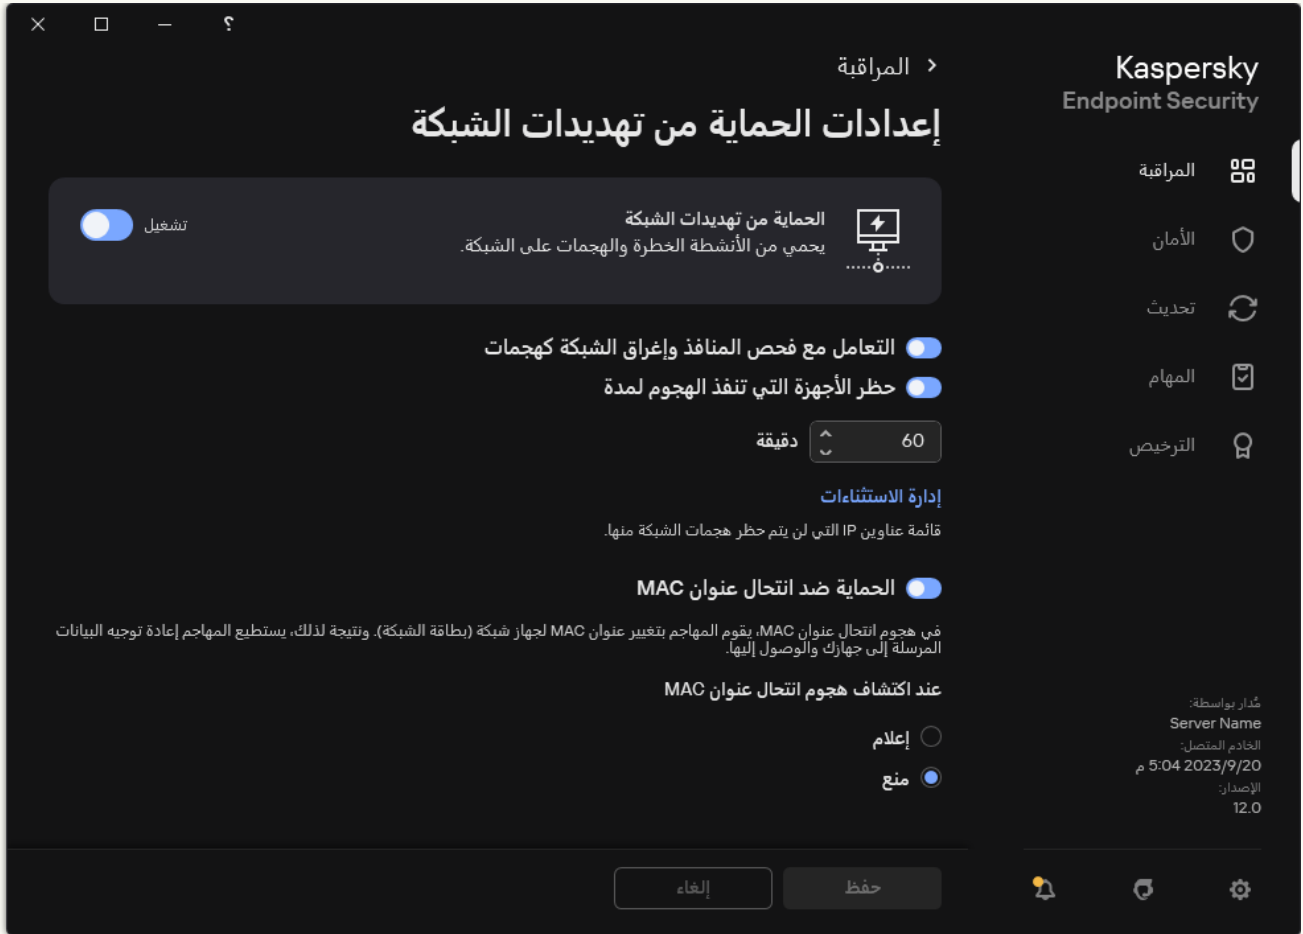 ؟
Kaspersky
Endpoint Security
المراقبة
الأمان
تحديث
المهام
الترخيص
مُدار بواسطة:
Server Name
الخادم المتصل:
2023/9/20 5:04 م
الإصدار:
12.0
المراقبة
إعدادات الحماية من تهديدات الشبكة
الحماية من تهديدات الشبكة
يحمي من الأنشطة الخطرة والهجمات على الشبكة.
تشغيل
التعامل مع فحص المنافذ وإغراق الشبكة كهجمات
حظر الأجهزة التي تنفذ الهجوم لمدة
60 دقيقة
إدارة الاستثناءات
قائمة عناوين IP التي لن يتم حظر هجمات الشبكة منها.
الحماية ضد انتحال عنوان MAC
في هجوم انتحال عنوان MAC، يقوم المهاجم بتغيير عنوان MAC لجهاز شبكة (بطاقة الشبكة). ونتيجة لذلك، يستطيع المهاجم إعادة توجيه البيانات
المرسلة إلى جهازك والوصول إليها.
عند اكتشاف هجوم انتحال عنوان MAC
إعلام
منع
حفظ
إلغاء